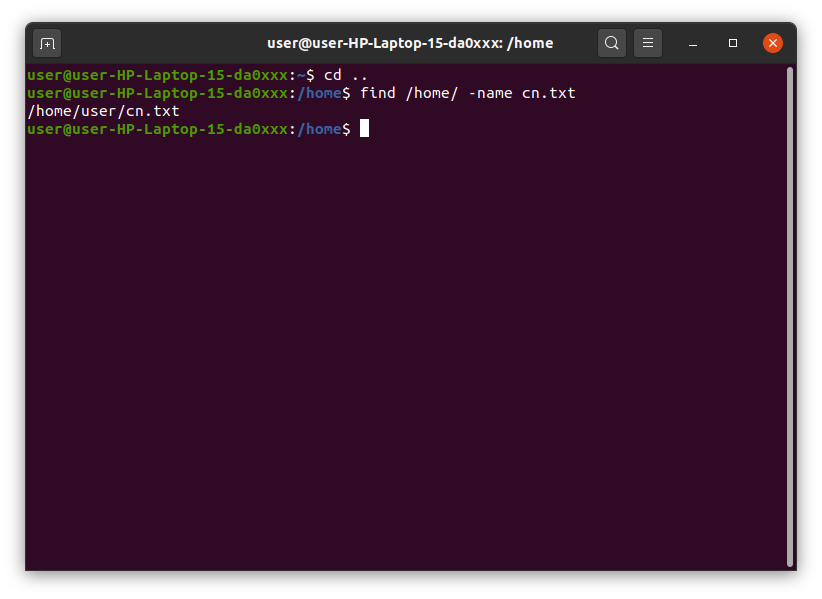 user@user-HP-Laptop-15-da0xxx: /home
user@user-HP-Laptop-15-da0xxx:~$ cd ..
user@user-HP-Laptop-15-da0xxx:/home$ find /home/ -name cn.txt
/home/user/cn.txt
user@user-HP-Laptop-15-da0xxx:/home$